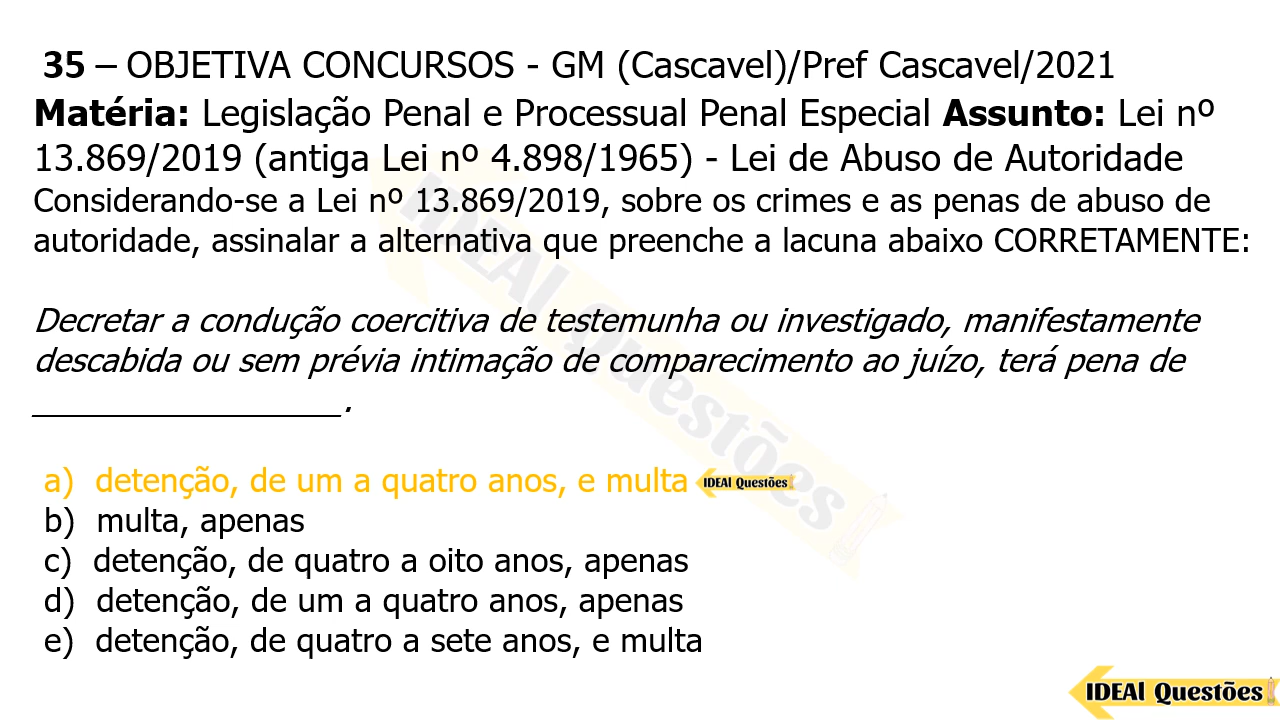 35 – OBJETIVA CONCURSOS - GM (Cascavel)/Pref Cascavel/2021
Matéria: Legislação Penal e Processual Penal Especial Assunto: Lei nº
13.869/2019 (antiga Lei nº 4.898/1965) - Lei de Abuso de Autoridade
Considerando-se a Lei nº 13.869/2019, sobre os crimes e as penas de abuso de
autoridade, assinalar a alternativa que preenche a lacuna abaixo CORRETAMENTE:
IDEAl Questões
Decretar a condução coercitiva de testemunha ou investigado, manifestamente
descabida ou sem prévia intimação de comparecimento ao juízo, terá pena de
__________________.
a) detenção, de um a quatro anos, e multa IDEAl Questões
b) multa, apenas
c) detenção, de quatro a oito anos, apenas
d) detenção, de um a quatro anos, apenas
e) detenção, de quatro a sete anos, e multa
IDEAl Questões